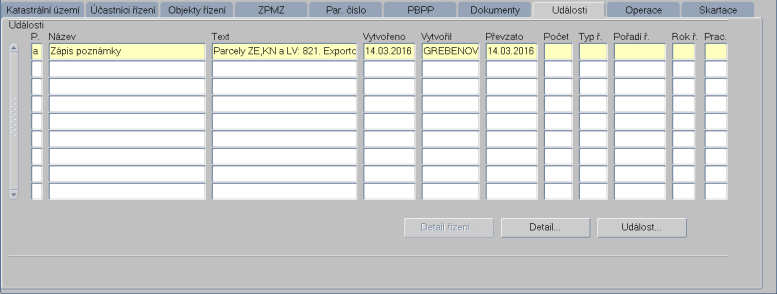 Katastrální území Účastníci řízení Objekty řízení ZPMZ Par. číslo PBPP Dokumenty Události Operace Skartace
Události
P. Název Text Vytvořeno Vytvořil Převzato Počet Typ ř. Pořadí ř. Rok ř. Prac.
a Zápis poznámky Parcely ZE,KN a LV: 821. Exporto 14.03.2016 GREBENOV 14.03.2016
Detail řízení... Detail... Událost...